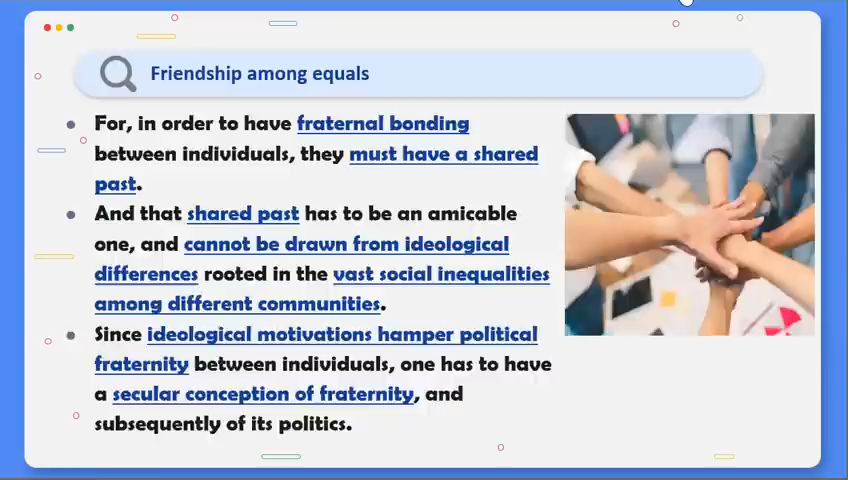 Friendship among equals
For, in order to have fraternal bonding
between individuals, they must have a shared
past.
And that shared past has to be an amicable
one, and cannot be drawn from ideological
differences rooted in the vast social inequalities
among different communities.
Since ideological motivations hamper political
fraternity between individuals, one has to have
a secular conception of fraternity, and
subsequently of its politics.